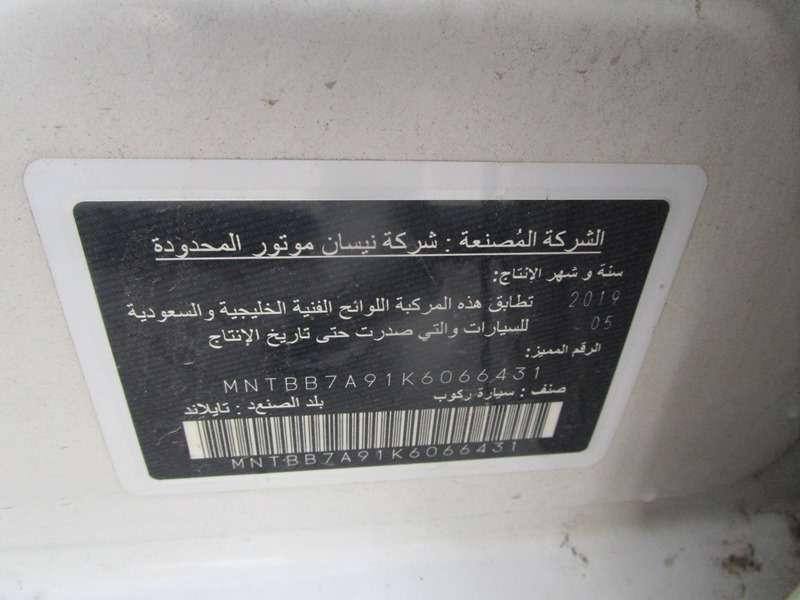 الشركة المُصنعة : شركة نيسان موتور المحدودة
سنة و شهر الإنتاج:
2019 تطابق هذه المركبة اللوائح الفنية الخليجية والسعودية
05 للسيارات والتي صدرت حتى تاريخ الإنتاج
الرقم المميز:
MNTBB7A91K6066431
صنف : سيارة ركوب بلد الصنع : تايلاند
MNTBB7A91K6066431